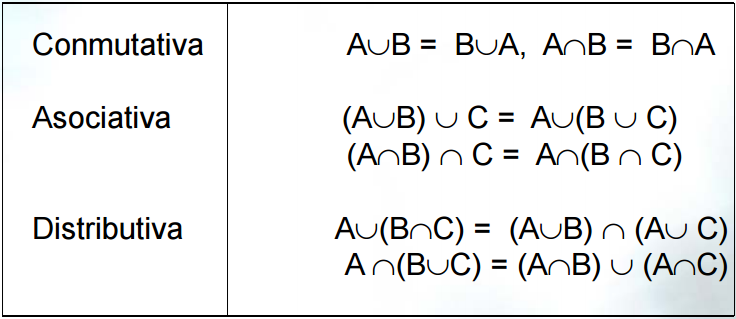 Conmutativa A∪B = B∪A, A∩B = B∩A
Asociativa (A∪B) ∪ C = A∪(B ∪ C)
(A∩B) ∩ C = A∩(B ∩ C)
Distributiva A∪(B∩C) = (A∪B) ∩ (A∪ C)
A ∩(B∪C) = (A∩B) ∪ (A∩C)